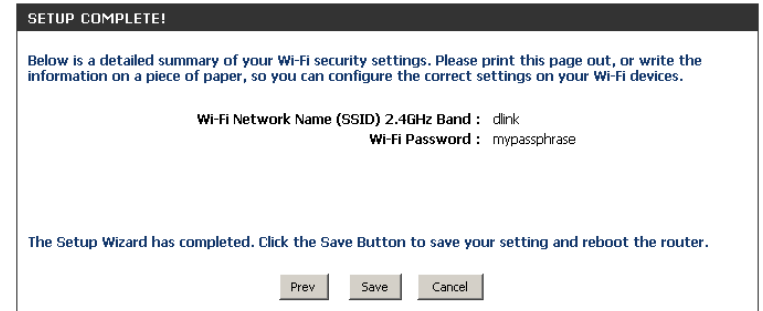 SETUP COMPLETE!
Below is a detailed summary of your Wi-Fi security settings. Please print this page out, or write the
information on a piece of paper, so you can configure the correct settings on your Wi-Fi devices.
Wi-Fi Network Name (SSID) 2.4GHz Band : dlink
Wi-Fi Password : mypassphrase
The Setup Wizard has completed. Click the Save Button to save your setting and reboot the router.
Prev Save Cancel